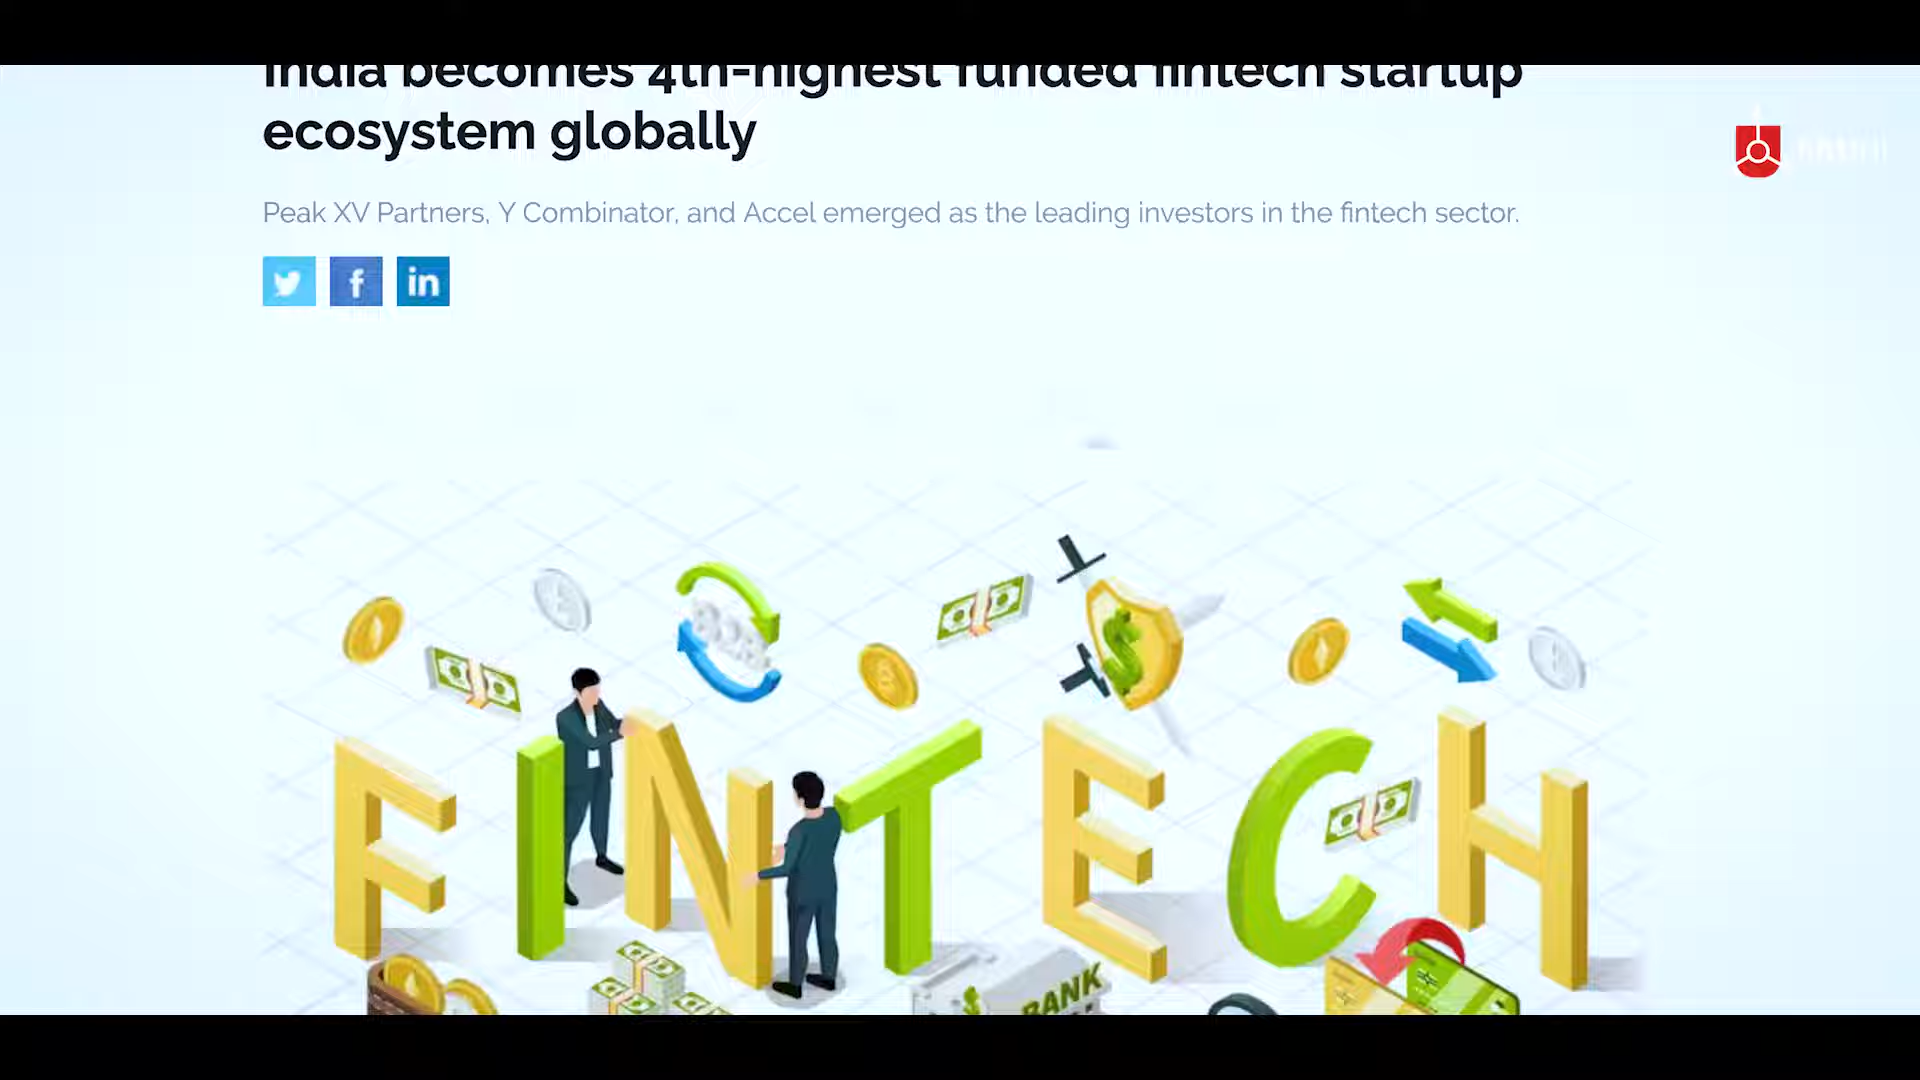 India becomes 4th-highest funded fintech startup
ecosystem globally
Peak XV Partners, Y Combinator, and Accel emerged as the leading investors in the fintech sector.
f in
$
FINTECH
$ BANK